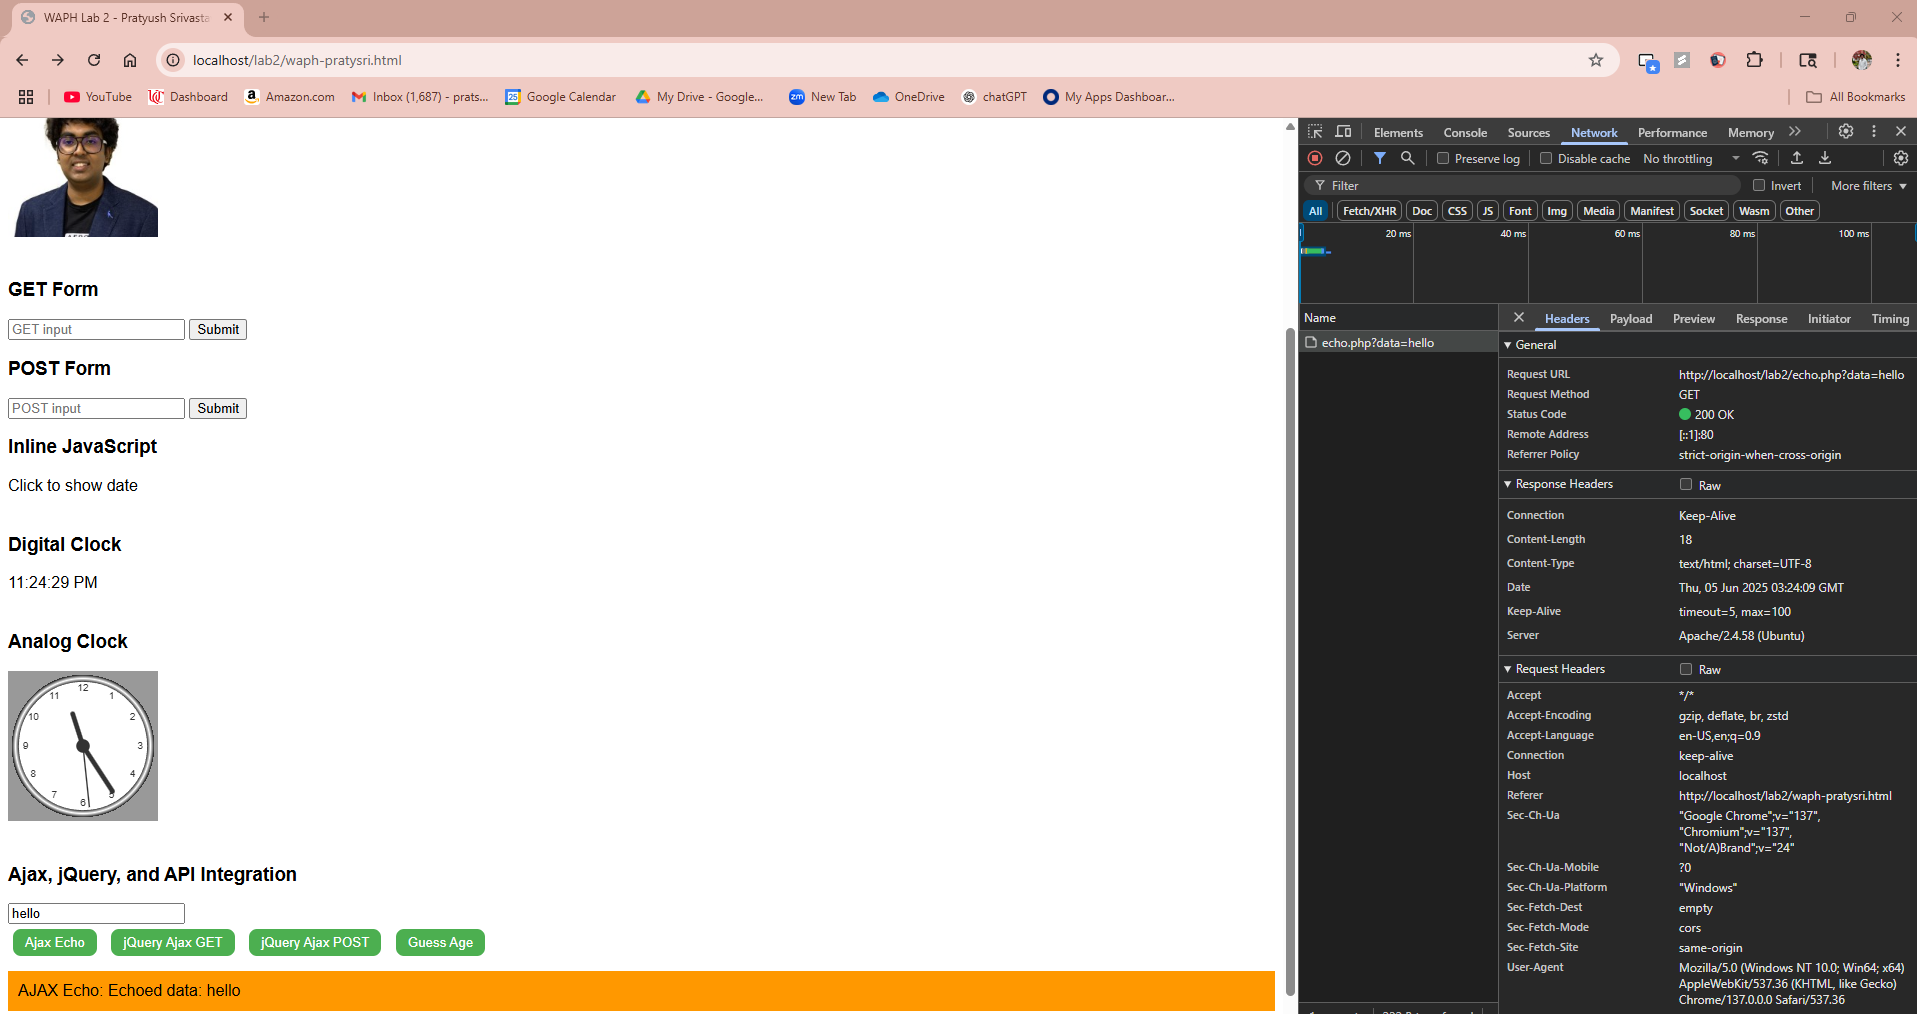 WAPH Lab 2 - Pratyush Srivasta
localhost/lab2/waph-pratysri.html
YouTube Dashboard Amazon.com Inbox (1,687) - prats... Google Calendar My Drive - Google... New Tab OneDrive chatGPT My Apps Dashboar... All Bookmarks
GET Form
GET input Submit
POST Form
POST input Submit
Inline JavaScript
Click to show date
Digital Clock
11:24:29 PM
Analog Clock
12
11 1
10 2
9 3
8 4
7 5
6
Ajax, jQuery, and API Integration
hello
Ajax Echo jQuery Ajax GET jQuery Ajax POST Guess Age
AJAX Echo: Echoed data: hello
Elements Console Sources Network Performance Memory
Preserve log Disable cache No throttling
Filter Invert More filters
All Fetch/XHR Doc CSS JS Font Img Media Manifest Socket Wasm Other
20 ms 40 ms 60 ms 80 ms 100 ms
Name
echo.php?data=hello
Headers Payload Preview Response Initiator Timing
General
Request URL http://localhost/lab2/echo.php?data=hello
Request Method GET
Status Code 200 OK
Remote Address [::1]:80
Referrer Policy strict-origin-when-cross-origin
Response Headers Raw
Connection Keep-Alive
Content-Length 18
Content-Type text/html; charset=UTF-8
Date Thu, 05 Jun 2025 03:24:09 GMT
Keep-Alive timeout=5, max=100
Server Apache/2.4.58 (Ubuntu)
Request Headers Raw
Accept */*
Accept-Encoding gzip, deflate, br, zstd
Accept-Language en-US,en;q=0.9
Connection keep-alive
Host localhost
Referer http://localhost/lab2/waph-pratysri.html
Sec-Ch-Ua "Google Chrome";v="137",
"Chromium";v="137",
"Not/A)Brand";v="24"
Sec-Ch-Ua-Mobile ?0
Sec-Ch-Ua-Platform "Windows"
Sec-Fetch-Dest empty
Sec-Fetch-Mode cors
Sec-Fetch-Site same-origin
User-Agent Mozilla/5.0 (Windows NT 10.0; Win64; x64)
AppleWebKit/537.36 (KHTML, like Gecko)
Chrome/137.0.0.0 Safari/537.36